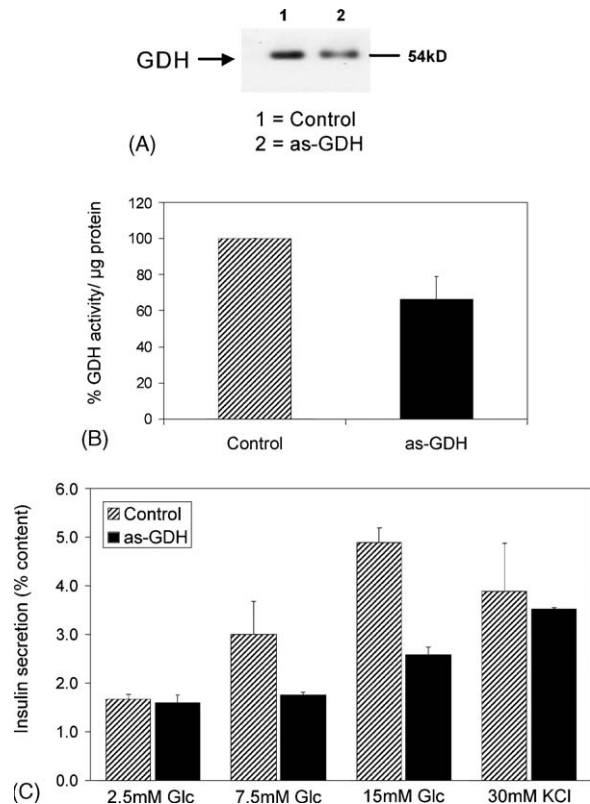 1 2
GDH
54kD
1 = Control
2 = as-GDH
(A)
120
100
80
60
40
20
0
% GDH activity/ µg protein
Control as-GDH
(B)
6.0
5.0
4.0
3.0
2.0
1.0
0.0
Insulin secretion (% content)
Control
as-GDH
2.5mM Glc 7.5mM Glc 15mM Glc 30mM KCl
(C)